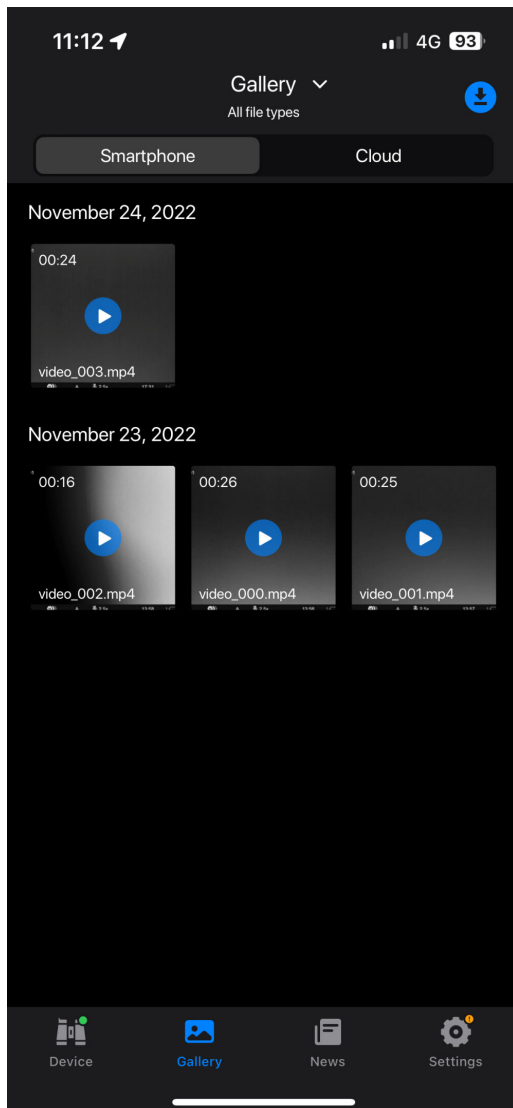 11:12
4G 93
Gallery
All file types
Smartphone Cloud
November 24, 2022
00:24
video_003.mp4
November 23, 2022
00:16 00:26 00:25
video_002.mp4 video_000.mp4 video_001.mp4
Device Gallery News Settings